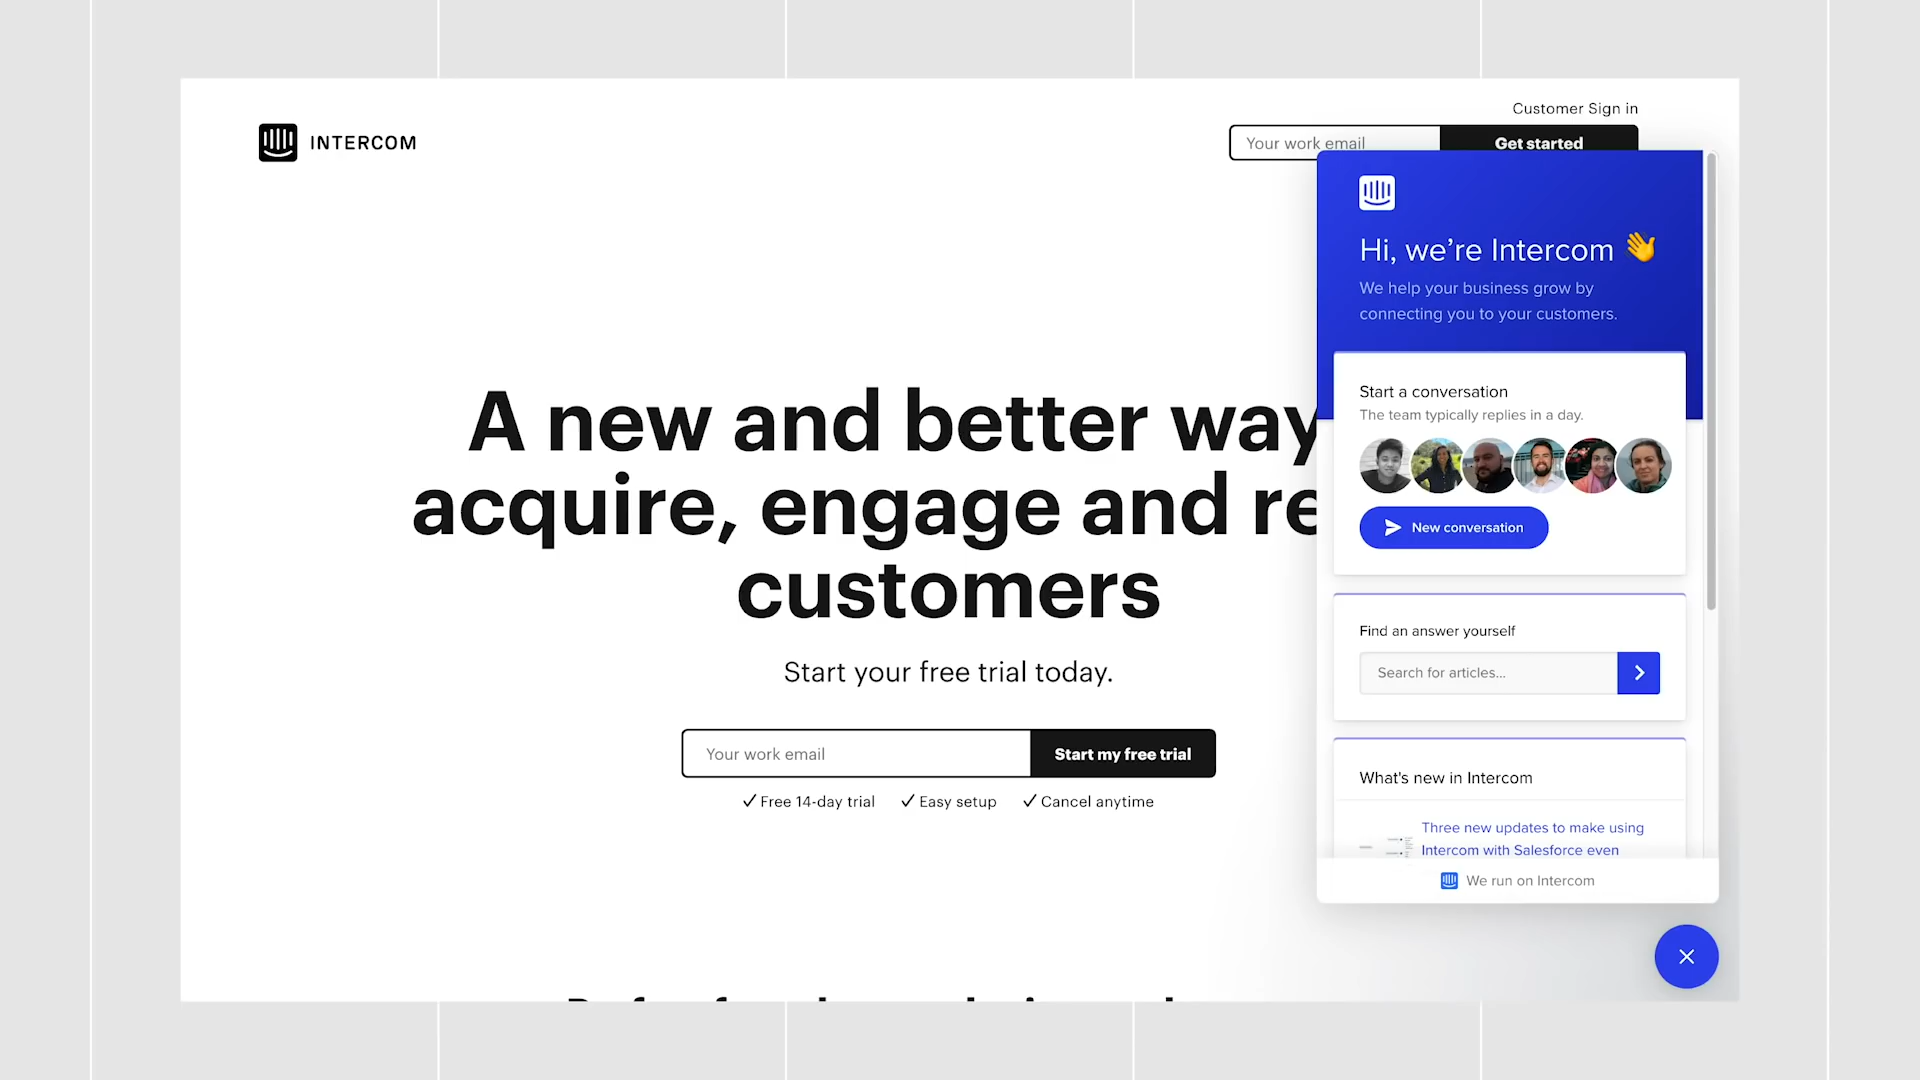 INTERCOM
Customer Sign in
Your work email
Get started
A new and better way
acquire, engage and re
customers
Start your free trial today.
Your work email
Start my free trial
✓ Free 14-day trial ✓ Easy setup ✓ Cancel anytime
Hi, we’re Intercom 👋
We help your business grow by
connecting you to your customers.
Start a conversation
The team typically replies in a day.
New conversation
Find an answer yourself
Search for articles...
What's new in Intercom
Three new updates to make using
Intercom with Salesforce even
We run on Intercom